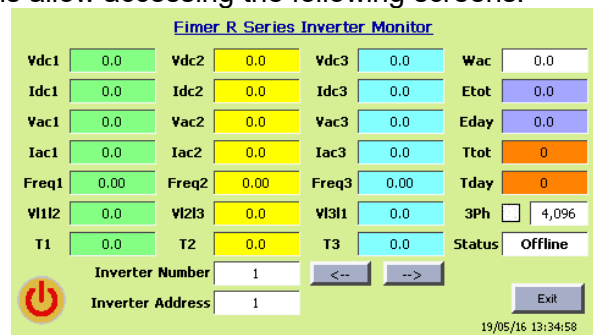 s allow accessing the following screens.
Fimer R Series Inverter Monitor
Vdc1 0.0 Vdc2 0.0 Vdc3 0.0 Wac 0.0
Idc1 0.0 Idc2 0.0 Idc3 0.0 Etot 0.0
Vac1 0.0 Vac2 0.0 Vac3 0.0 Eday 0.0
Iac1 0.0 Iac2 0.0 Iac3 0.0 Ttot 0
Freq1 0.00 Freq2 0.00 Freq3 0.00 Tday 0
Vl1l2 0.0 Vl2l3 0.0 Vl3l1 0.0 3Ph 4,096
T1 0.0 T2 0.0 T3 0.0 Status Offline
Inverter Number 1 <-- -->
Inverter Address 1 Exit
19/05/16 13:34:58